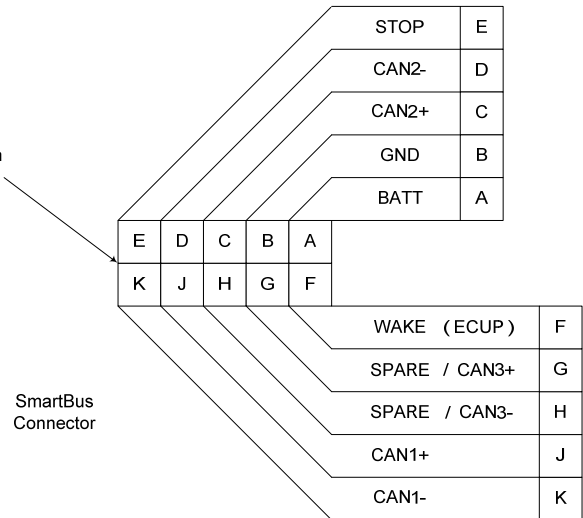 STOP E
CAN2- D
CAN2+ C
GND B
BATT A
E D C B A
K J H G F
WAKE (ECUP) F
SPARE / CAN3+ G
SPARE / CAN3- H
CAN1+ J
CAN1- K
SmartBus
Connector